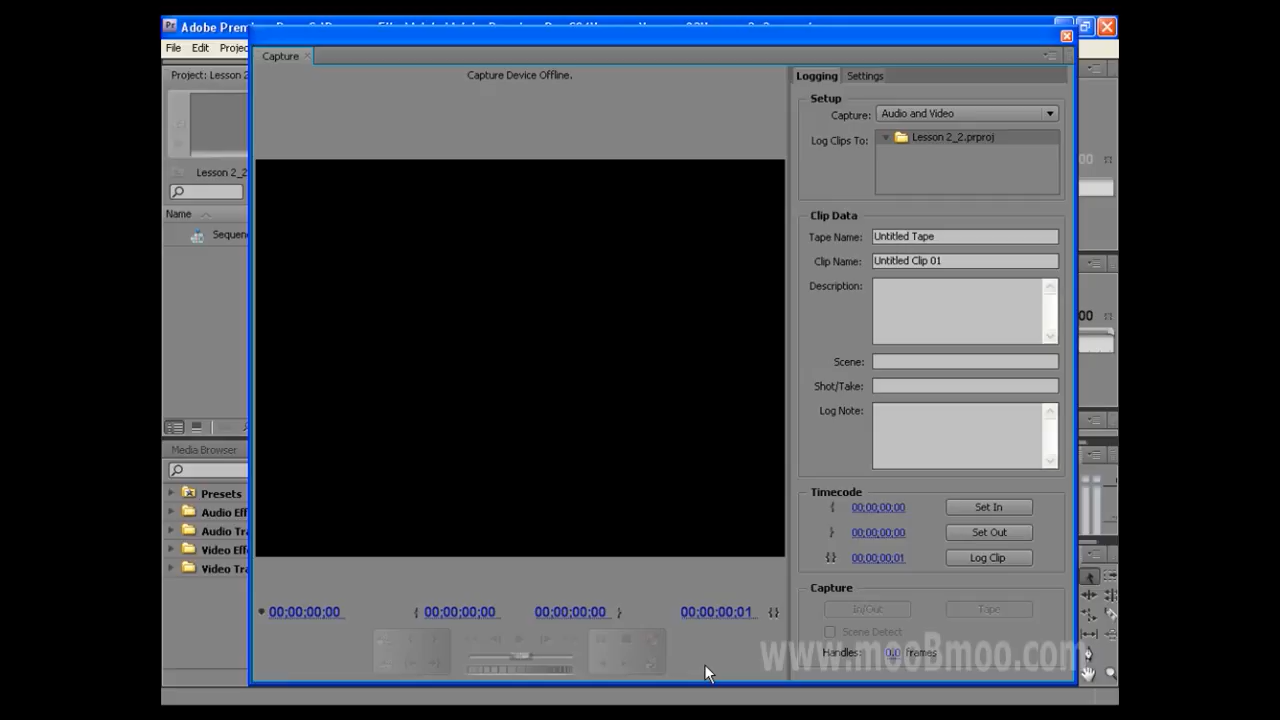 Adobe Prem
File Edit Projec
Capture
Capture Device Offline.
Logging Settings
Project: Lesson 2
Setup
Capture: Audio and Video
Log Clips To: Lesson 2_2.prproj
Lesson 2_2
Name
Sequen
Clip Data
Tape Name: Untitled Tape
Clip Name: Untitled Clip 01
Description:
Scene:
Shot/Take:
Log Note:
Media Browser
Presets
Audio Eff
Audio Tra
Video Effe
Video Tra
Timecode
{ 00;00;00;00 Set In
} 00;00;00;00 Set Out
{} 00;00;00;01 Log Clip
Capture
In/Out Tape
Scene Detect
Handles: 0.0 frames
00;00;00;00 { 00;00;00;00 00;00;00;00 } 00;00;00;01 {}
www.mooBmoo.com